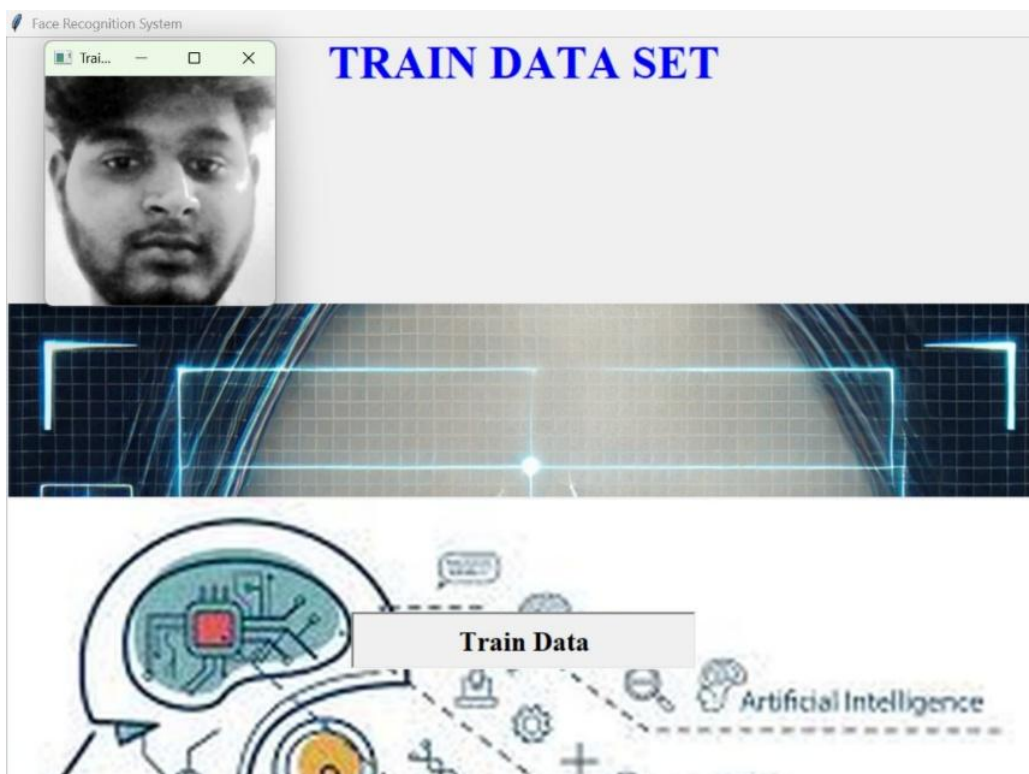 Face Recognition System
Trai...
TRAIN DATA SET
Train Data
Artificial Intelligence